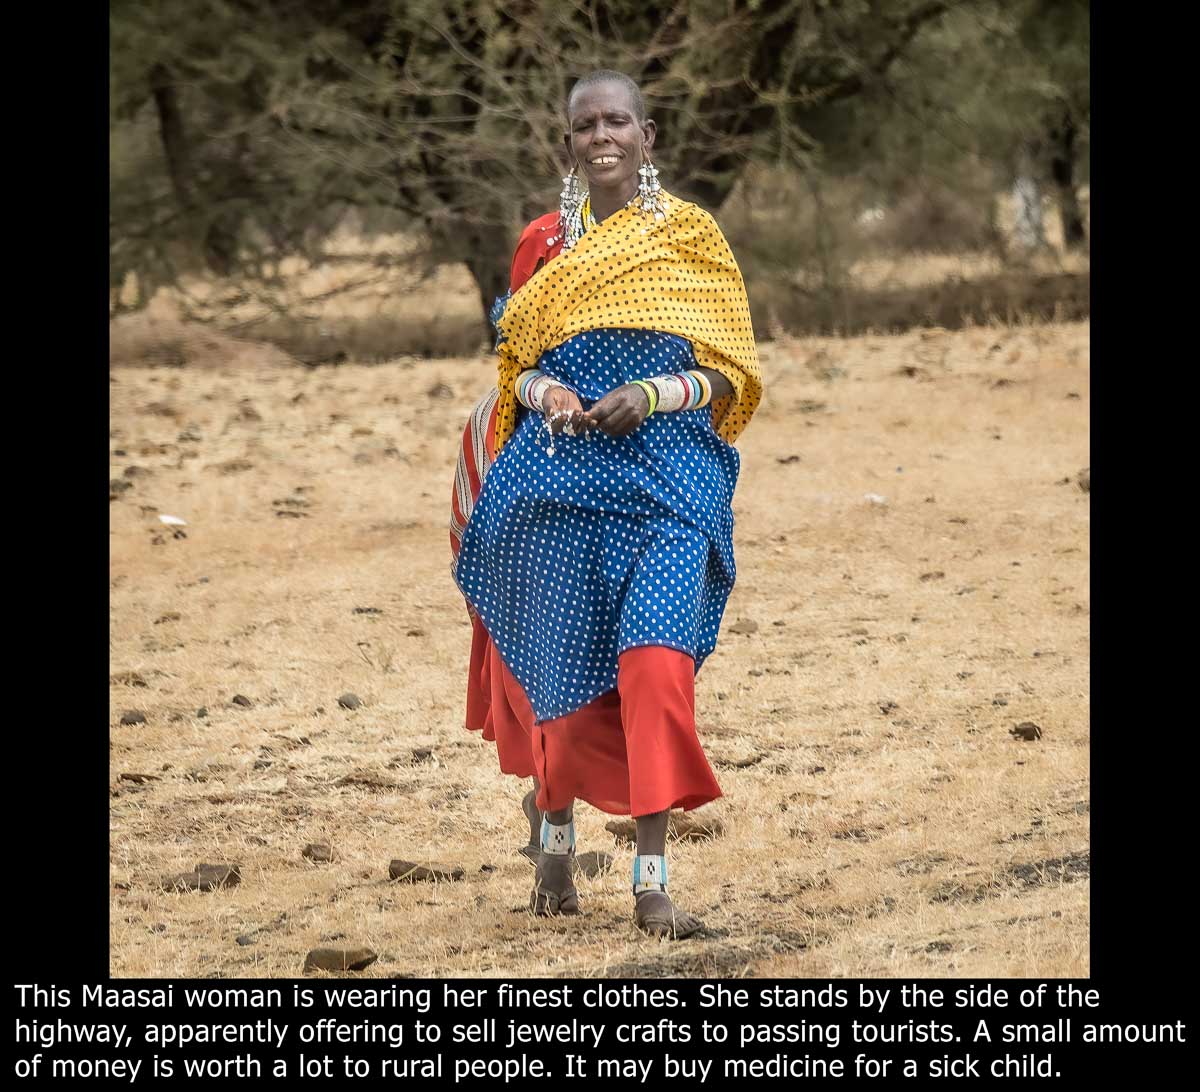 This Maasai woman is wearing her finest clothes. She stands by the side of the
highway, apparently offering to sell jewelry crafts to passing tourists. A small amount
of money is worth a lot to rural people. It may buy medicine for a sick child.